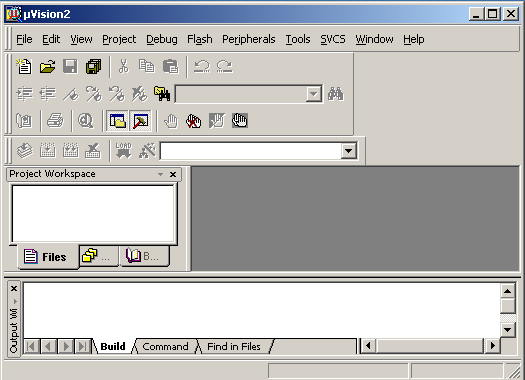 µVision2
File Edit View Project Debug Flash Peripherals Tools SVCS Window Help
LOAD
Project Workspace
Files ... B...
Output Wi
Build Command Find in Files